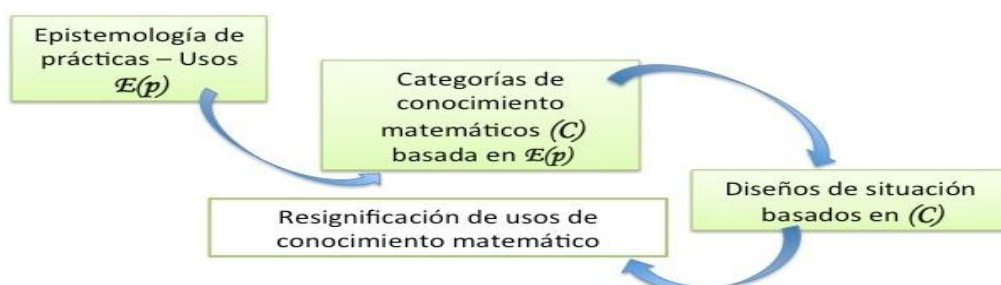 Epistemología de
prácticas – Usos
E(p)
Categorías de
conocimiento
matemáticos (C)
basada en E(p)
Diseños de situación
basados en (C)
Resignificación de usos de
conocimiento matemático